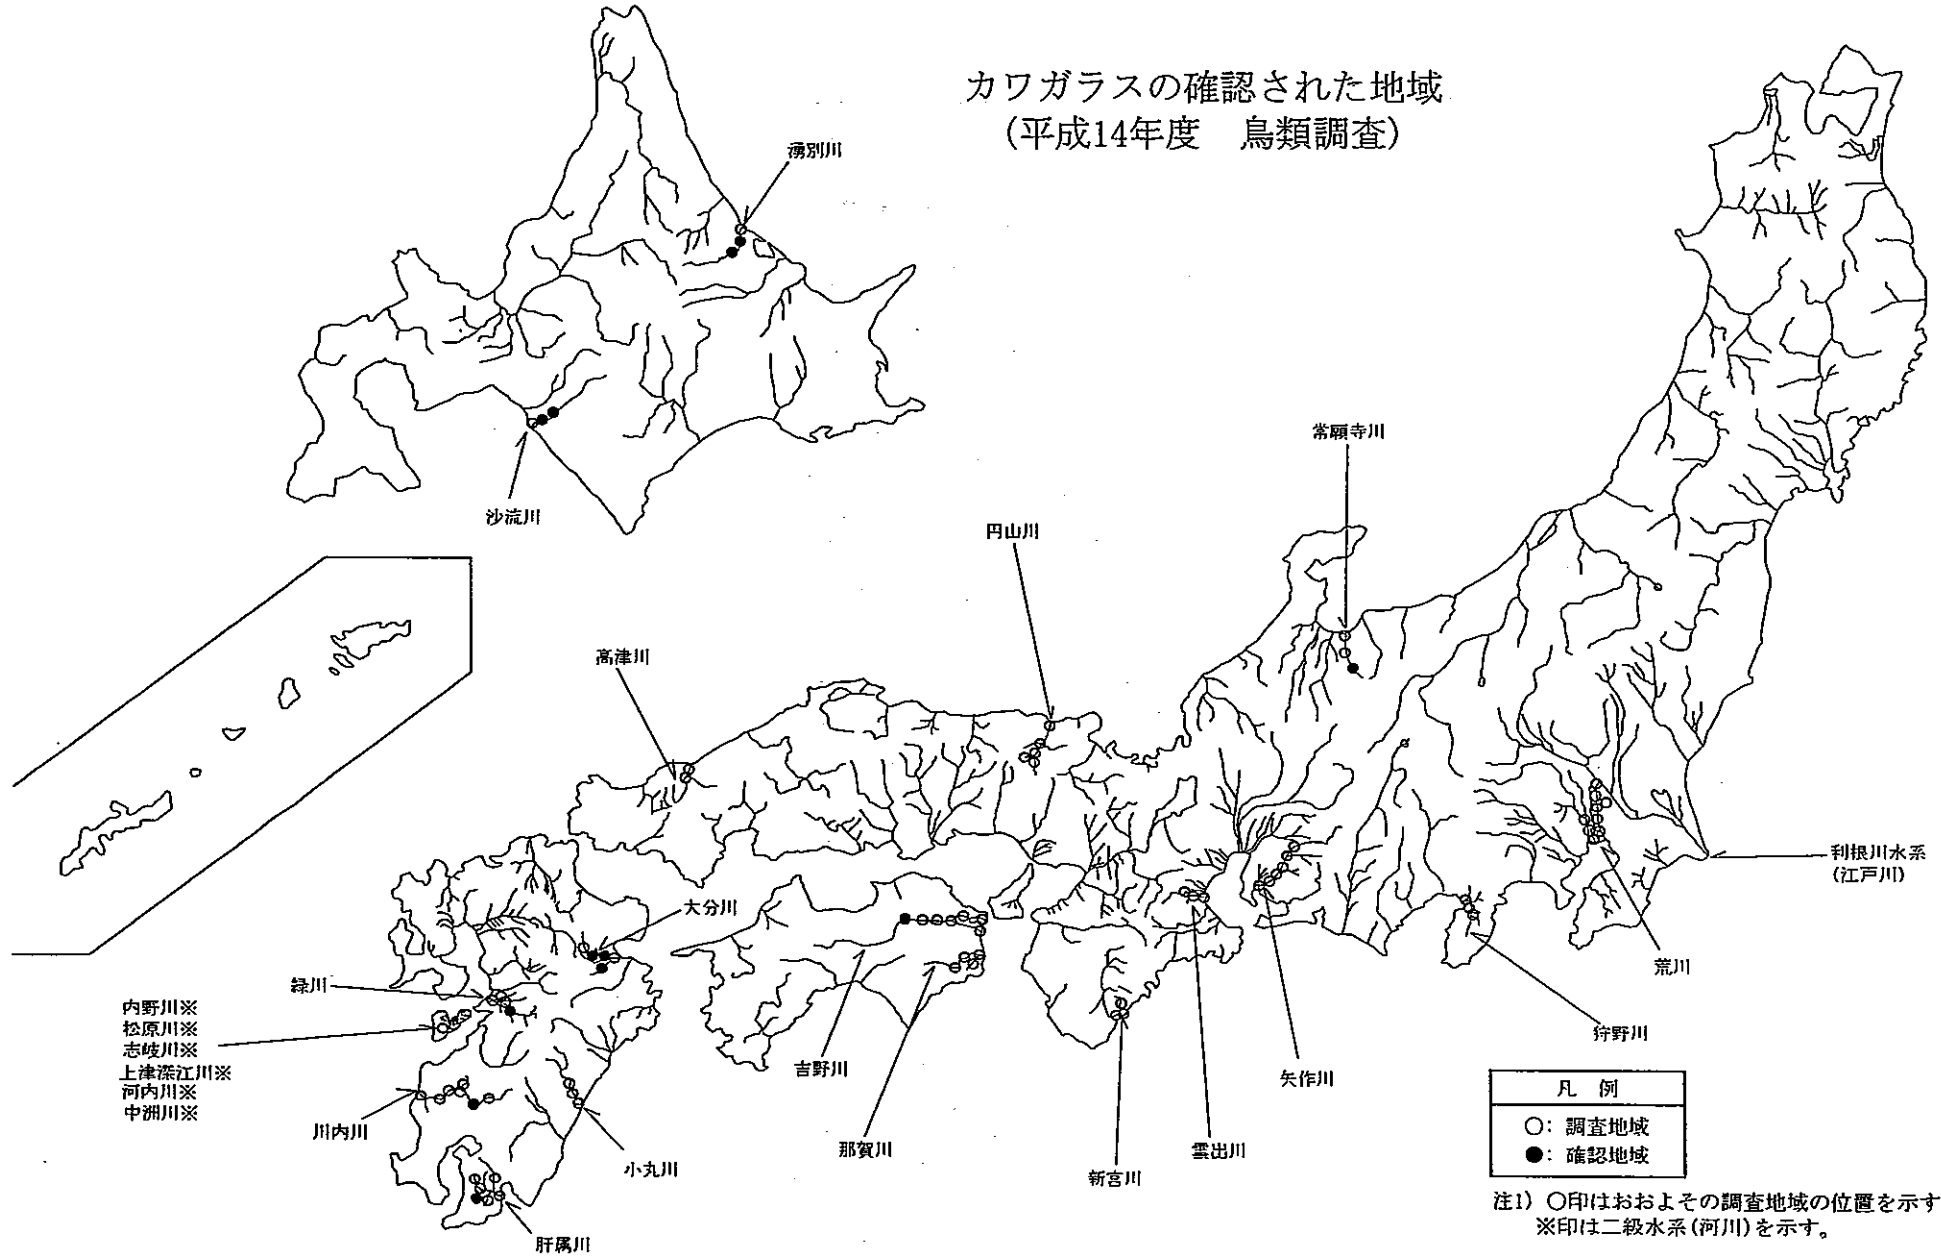 カワガラスの確認された地域
(平成14年度　鳥類調査)
湧別川
沙流川
常願寺川
円山川
高津川
大分川
緑川
内野川※
松原川※
志岐川※
上津深江川※
河内川※
中洲川※
川内川
小丸川
肝属川
吉野川
那賀川
新宮川
雲出川
矢作川
狩野川
荒川
利根川水系
(江戸川)
凡　例
○: 調査地域
●: 確認地域
注1) ○印はおおよその調査地域の位置を示す
※印は二級水系(河川)を示す。